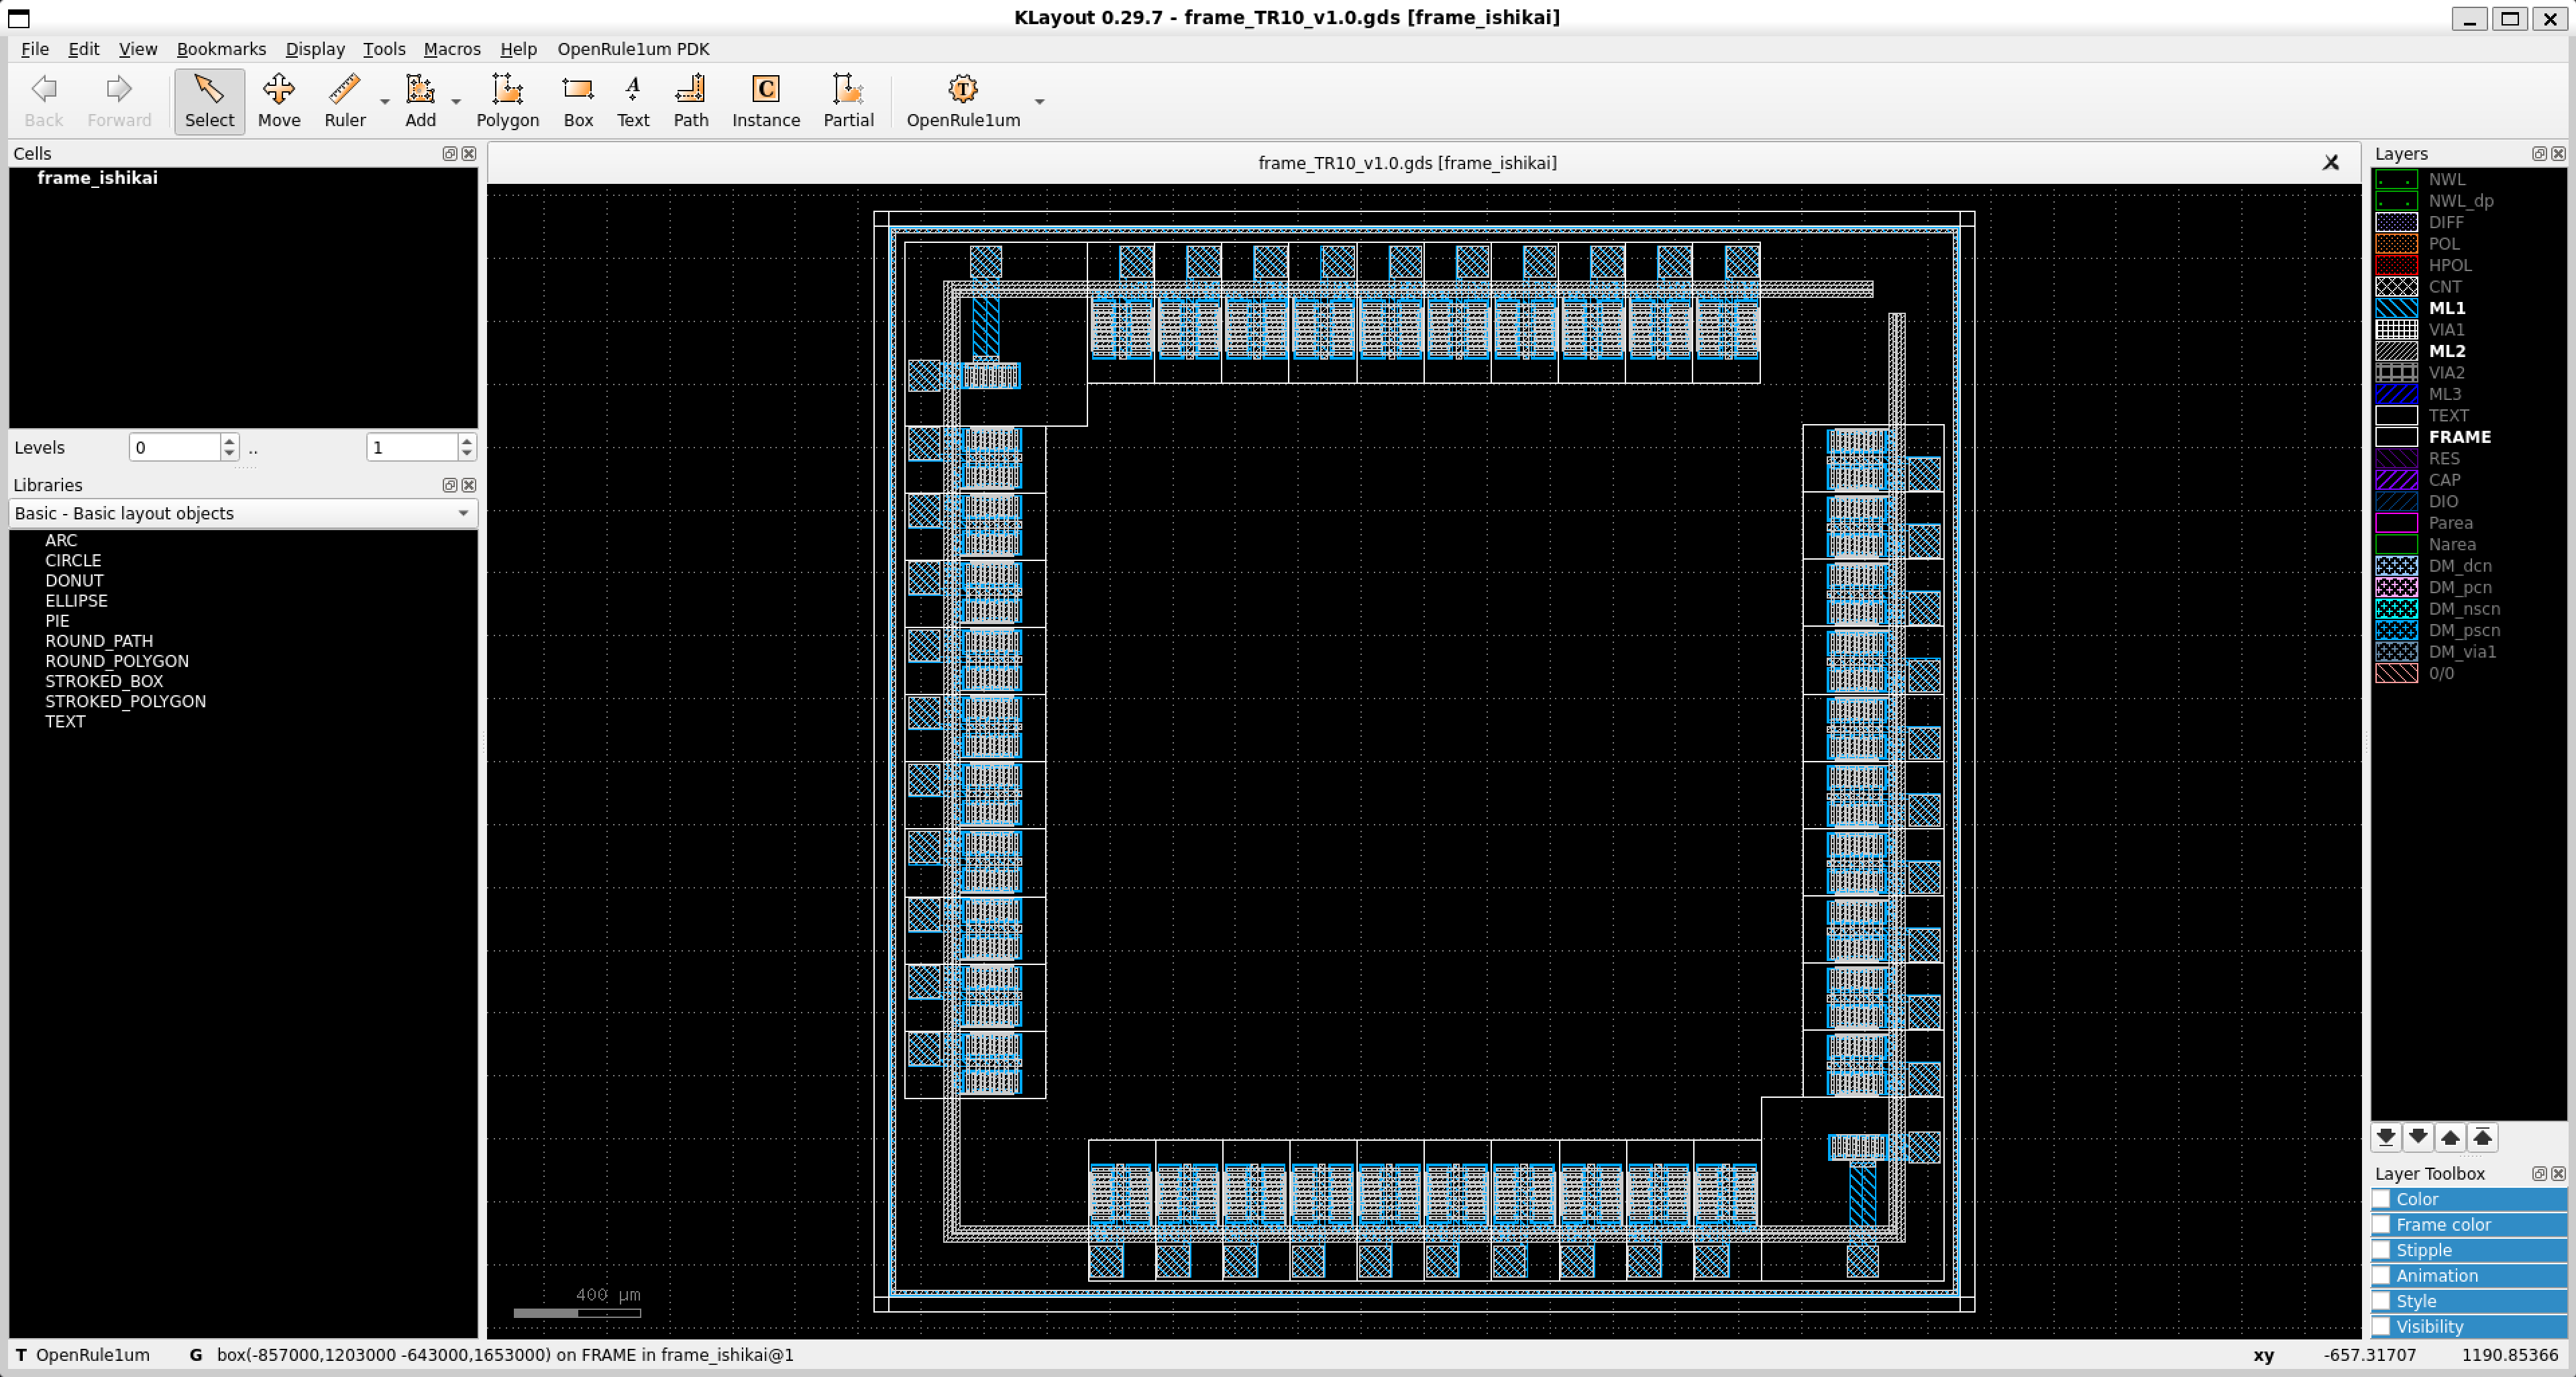 KLayout 0.29.7 - frame_TR10_v1.0.gds [frame_ishikai]
File Edit View Bookmarks Display Tools Macros Help OpenRule1um PDK
Back Forward Select Move Ruler Add Polygon Box Text Path Instance Partial OpenRule1um
Cells
frame_ishikai
Levels 0 .. 1
Libraries
Basic - Basic layout objects
ARC
CIRCLE
DONUT
ELLIPSE
PIE
ROUND_PATH
ROUND_POLYGON
STROKED_BOX
STROKED_POLYGON
TEXT
frame_TR10_v1.0.gds [frame_ishikai]
400 μm
Layers
NWL
NWL_dp
DIFF
POL
HPOL
CNT
ML1
VIA1
ML2
VIA2
ML3
TEXT
FRAME
RES
CAP
DIO
Parea
Narea
DM_dcn
DM_pcn
DM_nscn
DM_pscn
DM_via1
0/0
Layer Toolbox
Color
Frame color
Stipple
Animation
Style
Visibility
T OpenRule1um G box(-857000,1203000 -643000,1653000) on FRAME in frame_ishikai@1 xy -657.31707 1190.85366